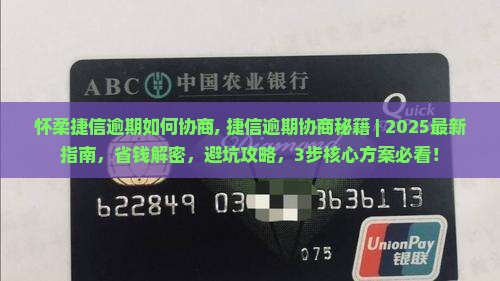 ABC 中国农业银行
Quick
怀柔捷信逾期如何协商, 捷信逾期协商秘籍 | 2025最新
指南，省钱解密，避坑攻略，3步核心方案必看！
622849 03 3636173
075
UnionPay
银联